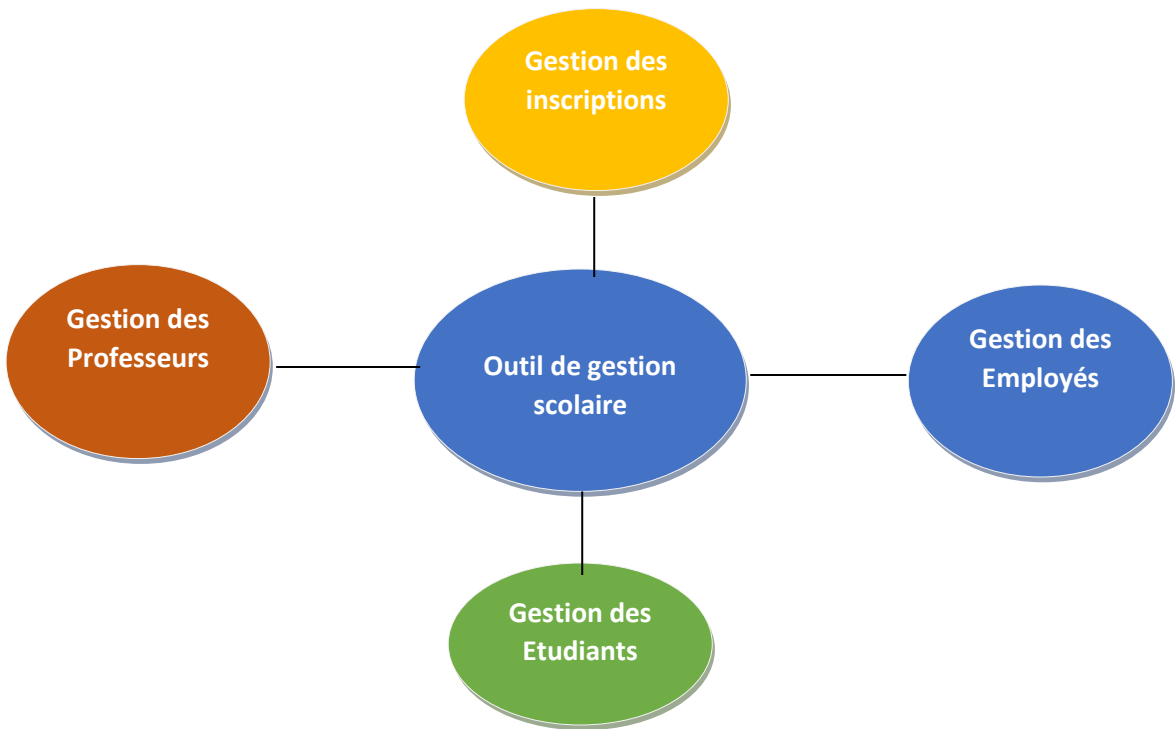 Gestion des
inscriptions
Gestion des
Professeurs
Outil de gestion
scolaire
Gestion des
Employés
Gestion des
Etudiants